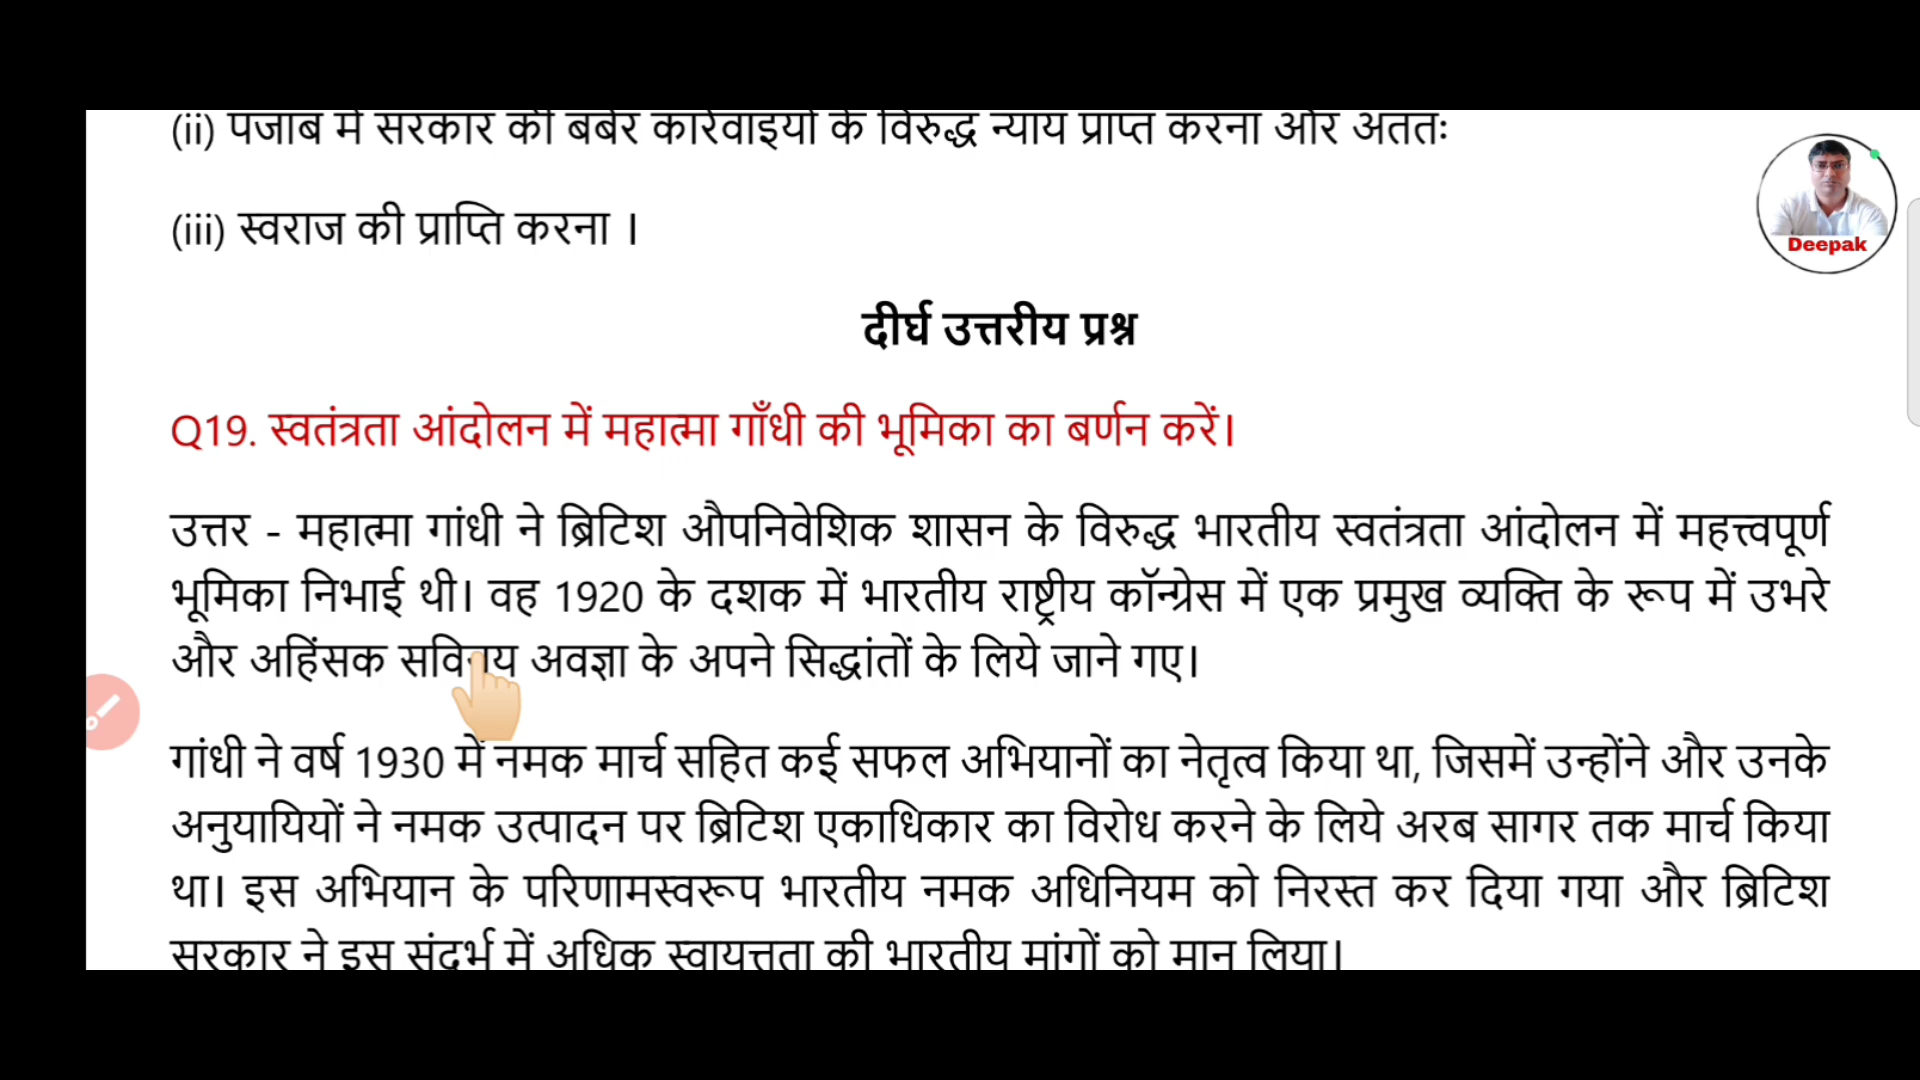 (ii) पंजाब में सरकार की बर्बर कार्रवाइयों के विरुद्ध न्याय प्राप्त करना और अंततः
(iii) स्वराज की प्राप्ति करना ।
Deepak
दीर्घ उत्तरीय प्रश्न
Q19. स्वतंत्रता आंदोलन में महात्मा गाँधी की भूमिका का बर्णन करें।
उत्तर - महात्मा गांधी ने ब्रिटिश औपनिवेशिक शासन के विरुद्ध भारतीय स्वतंत्रता आंदोलन में महत्त्वपूर्ण
भूमिका निभाई थी। वह 1920 के दशक में भारतीय राष्ट्रीय कॉन्ग्रेस में एक प्रमुख व्यक्ति के रूप में उभरे
और अहिंसक सविनय अवज्ञा के अपने सिद्धांतों के लिये जाने गए।
गांधी ने वर्ष 1930 में नमक मार्च सहित कई सफल अभियानों का नेतृत्व किया था, जिसमें उन्होंने और उनके
अनुयायियों ने नमक उत्पादन पर ब्रिटिश एकाधिकार का विरोध करने के लिये अरब सागर तक मार्च किया
था। इस अभियान के परिणामस्वरूप भारतीय नमक अधिनियम को निरस्त कर दिया गया और ब्रिटिश
सरकार ने इस संदर्भ में अधिक स्वायत्तता की भारतीय मांगों को मान लिया।